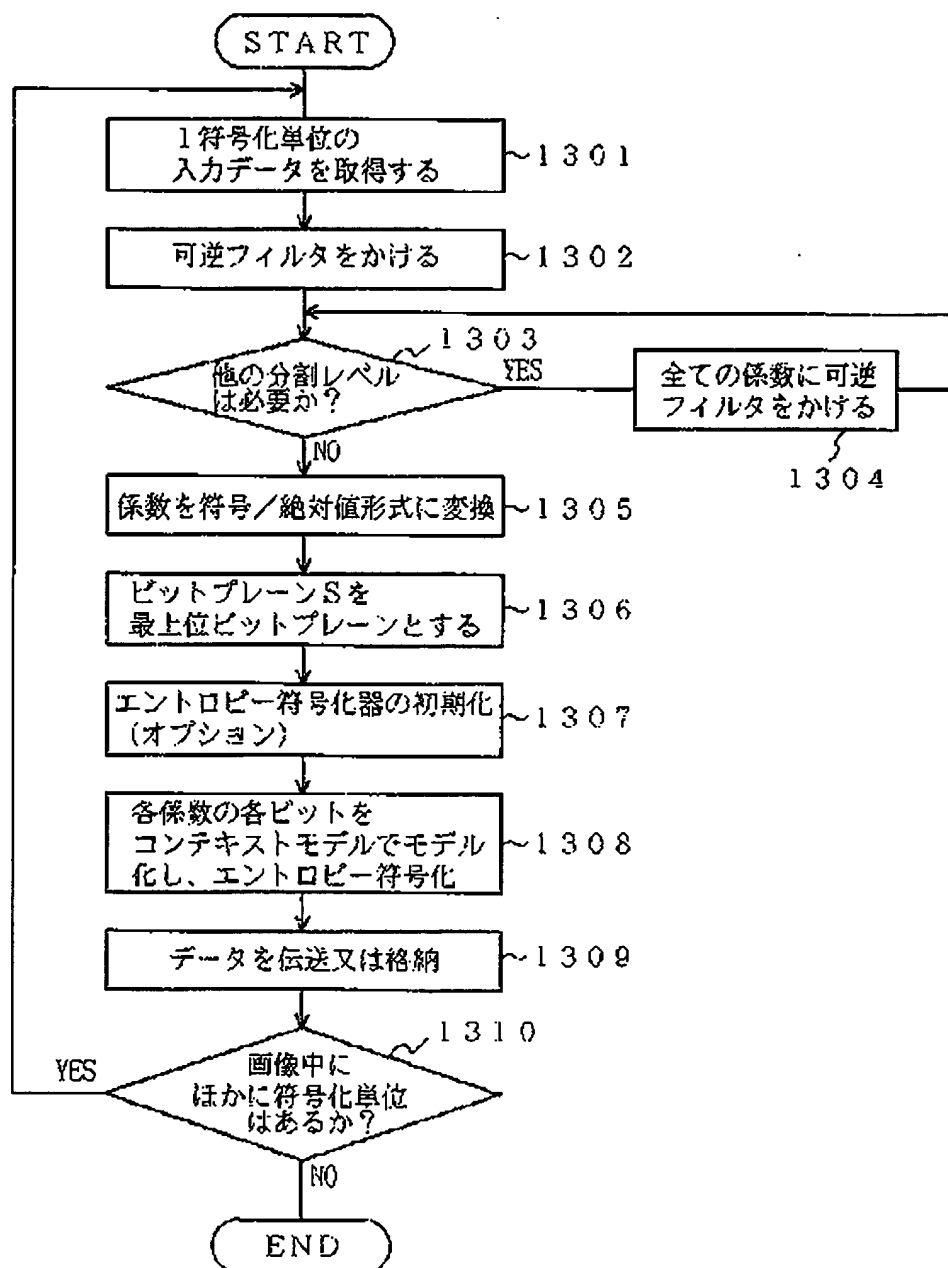 START
1符号化単位の
入力データを取得する
~1301
可逆フィルタをかける
~1302
1303
他の分割レベル
は必要か?
YES
全ての係数に可逆
フィルタをかける
1304
NO
係数を符号/絶対値形式に変換
~1305
ビットプレーンSを
最上位ビットプレーンとする
~1306
エントロピー符号化器の初期化
(オプション)
~1307
各係数の各ビットを
コンテキストモデルでモデル
化し、エントロピー符号化
~1308
データを伝送又は格納
~1309
1310
画像中に
ほかに符号化単位
はあるか?
YES
NO
END